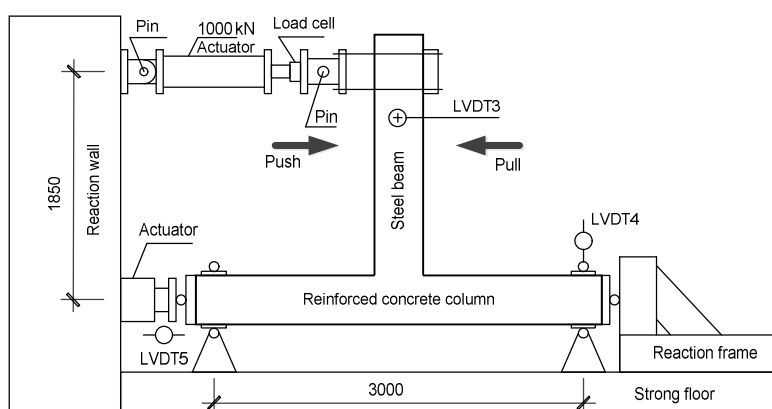 Pin
1000 kN
Actuator
Load cell
Pin
LVDT3
Push
Pull
1850
Reaction wall
Steel beam
LVDT4
Actuator
Reinforced concrete column
LVDT5
Reaction frame
3000
Strong floor